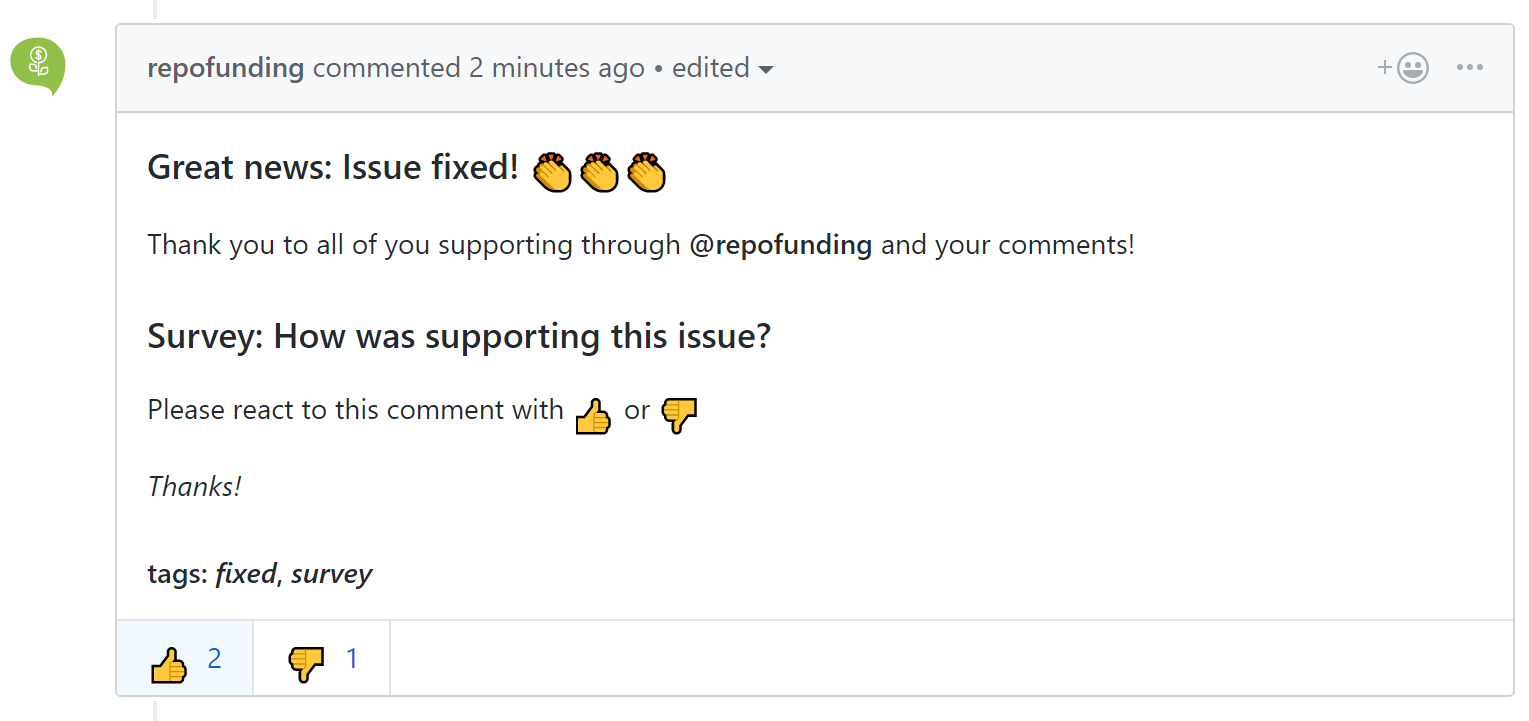 repofunding commented 2 minutes ago • edited
Great news: Issue fixed! 👏👏👏
Thank you to all of you supporting through @repofunding and your comments!
Survey: How was supporting this issue?
Please react to this comment with 👍 or 👎
Thanks!
tags: fixed, survey
👍 2 👎 1